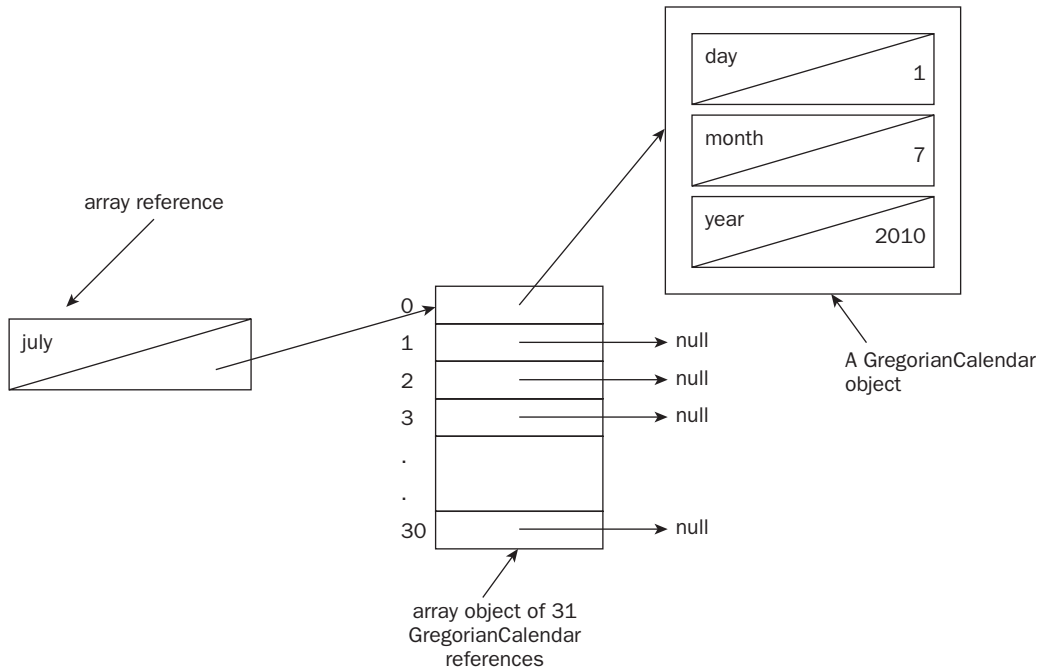 day
1
month
7
year
2010
array reference
july
0
1
null
2
null
3
null
.
.
30
null
A GregorianCalendar
object
array object of 31
GregorianCalendar
references